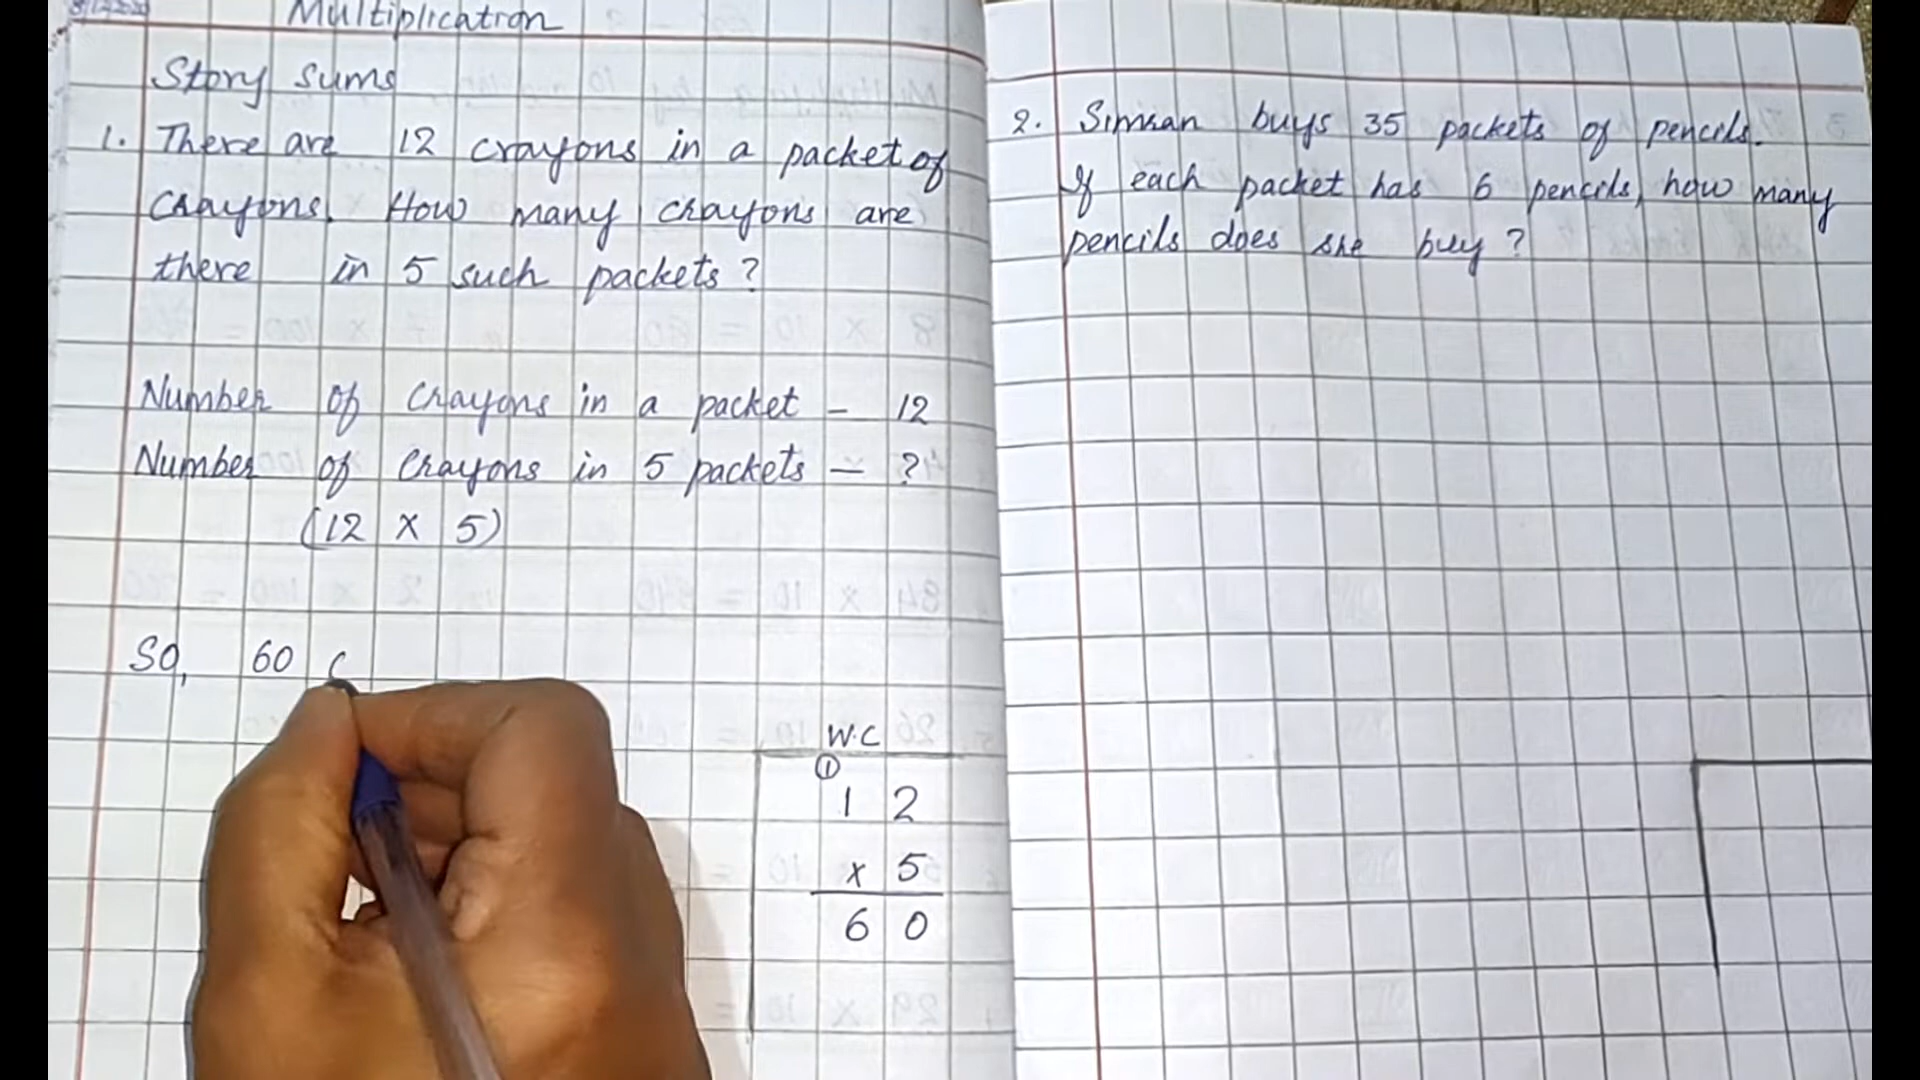 Multiplication
Story sums
1. There are 12 crayons in a packet of
crayons. How many crayons are
there in 5 such packets?
Number of crayons in a packet - 12
Number of crayons in 5 packets - ?
(12 x 5)
So, 60 c
W.C
1
1 2
x 5
6 0
2. Simran buys 35 packets of pencils.
If each packet has 6 pencils, how many
pencils does she buy?